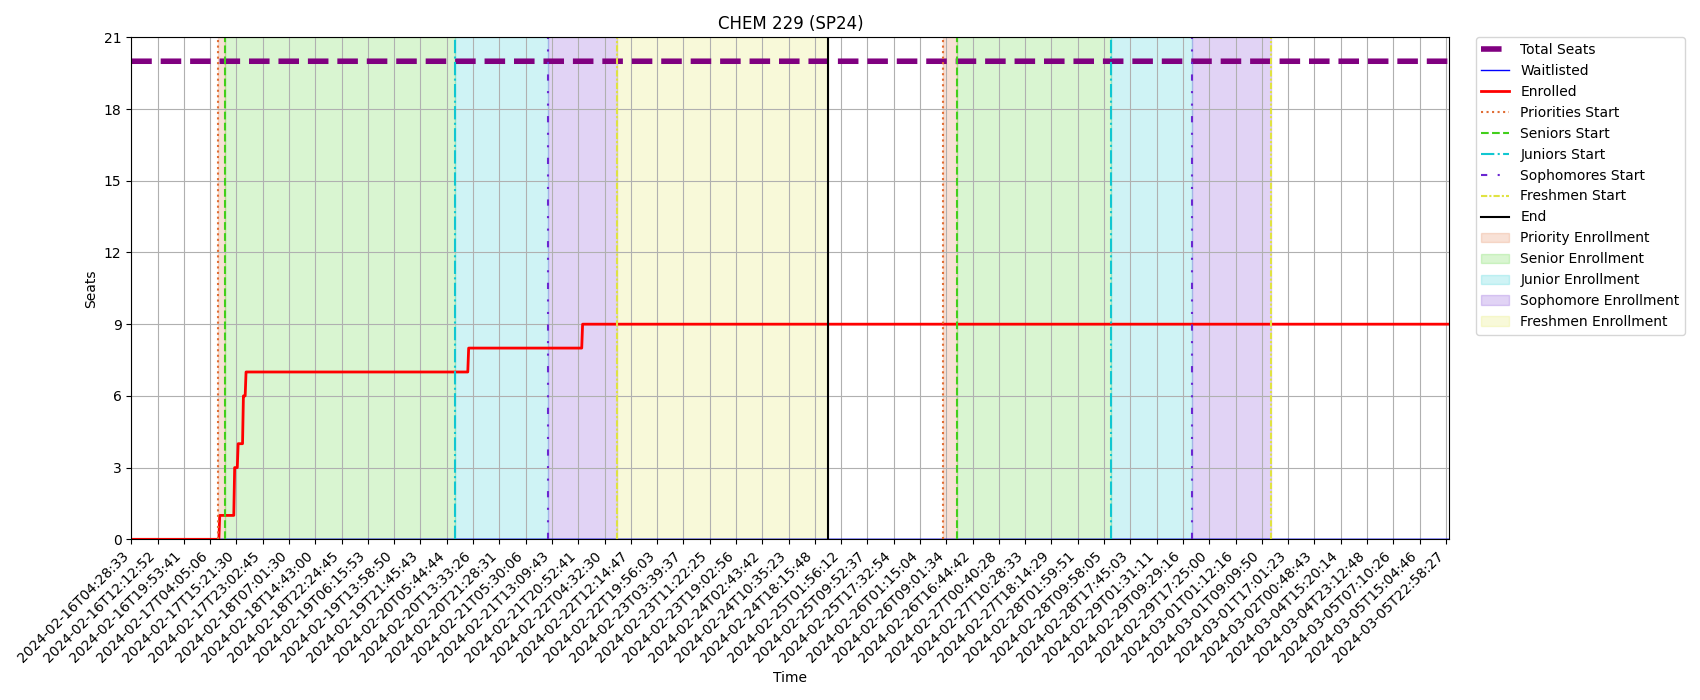 CHEM 229 (SP24)
21
18
15
12
9
6
3
0
Seats
2024-02-16T04:28:33
2024-02-16T12:12:52
2024-02-16T19:53:41
2024-02-17T04:05:06
2024-02-17T15:21:30
2024-02-17T23:02:45
2024-02-18T07:01:30
2024-02-18T14:43:00
2024-02-18T22:24:45
2024-02-19T06:15:53
2024-02-19T13:58:50
2024-02-19T21:45:43
2024-02-20T05:44:44
2024-02-20T13:33:26
2024-02-20T21:28:31
2024-02-21T05:30:06
2024-02-21T13:09:43
2024-02-21T20:52:41
2024-02-22T04:32:30
2024-02-22T12:14:47
2024-02-22T19:56:03
2024-02-23T03:39:37
2024-02-23T11:22:25
2024-02-23T19:02:56
2024-02-24T02:43:42
2024-02-24T10:35:23
2024-02-24T18:15:48
2024-02-25T01:56:12
2024-02-25T09:52:37
2024-02-25T17:32:54
2024-02-26T01:15:04
2024-02-26T09:01:34
2024-02-26T16:44:42
2024-02-27T00:40:28
2024-02-27T10:28:33
2024-02-27T18:14:29
2024-02-28T01:59:51
2024-02-28T09:58:05
2024-02-28T17:45:03
2024-02-29T01:31:11
2024-02-29T09:29:16
2024-02-29T17:25:00
2024-03-01T01:12:16
2024-03-01T09:09:50
2024-03-01T17:01:23
2024-03-02T00:48:43
2024-03-04T15:20:14
2024-03-04T23:12:48
2024-03-05T07:10:26
2024-03-05T15:04:46
2024-03-05T22:58:27
Time
Total Seats
Waitlisted
Enrolled
Priorities Start
Seniors Start
Juniors Start
Sophomores Start
Freshmen Start
End
Priority Enrollment
Senior Enrollment
Junior Enrollment
Sophomore Enrollment
Freshmen Enrollment